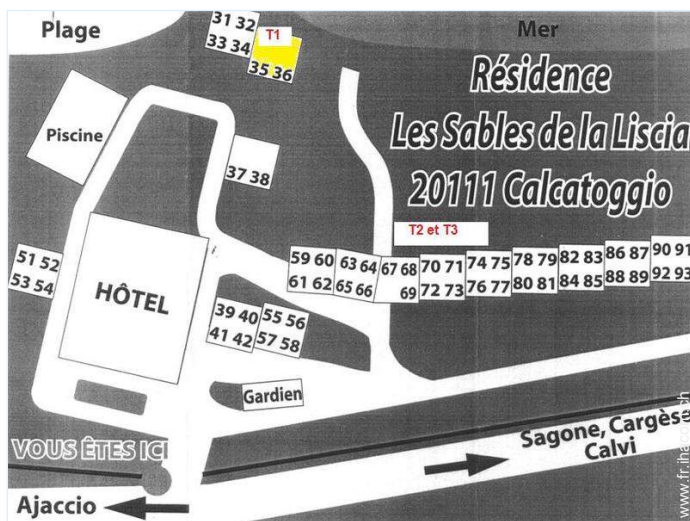 Plage
31 32
33 34
T1
35 36
Mer
Résidence
Les Sables de la Liscia
20111 Calcatoggio
Piscine
37 38
T2 et T3
51 52
53 54
HÔTEL
59 60
61 62
63 64
65 66
67 68
69
70 71
72 73
74 75
76 77
78 79
80 81
82 83
84 85
86 87
88 89
90 91
92 93
39 40
41 42
55 56
57 58
Gardien
VOUS ÊTES ICI
Sagone, Cargèse
Calvi
Ajaccio